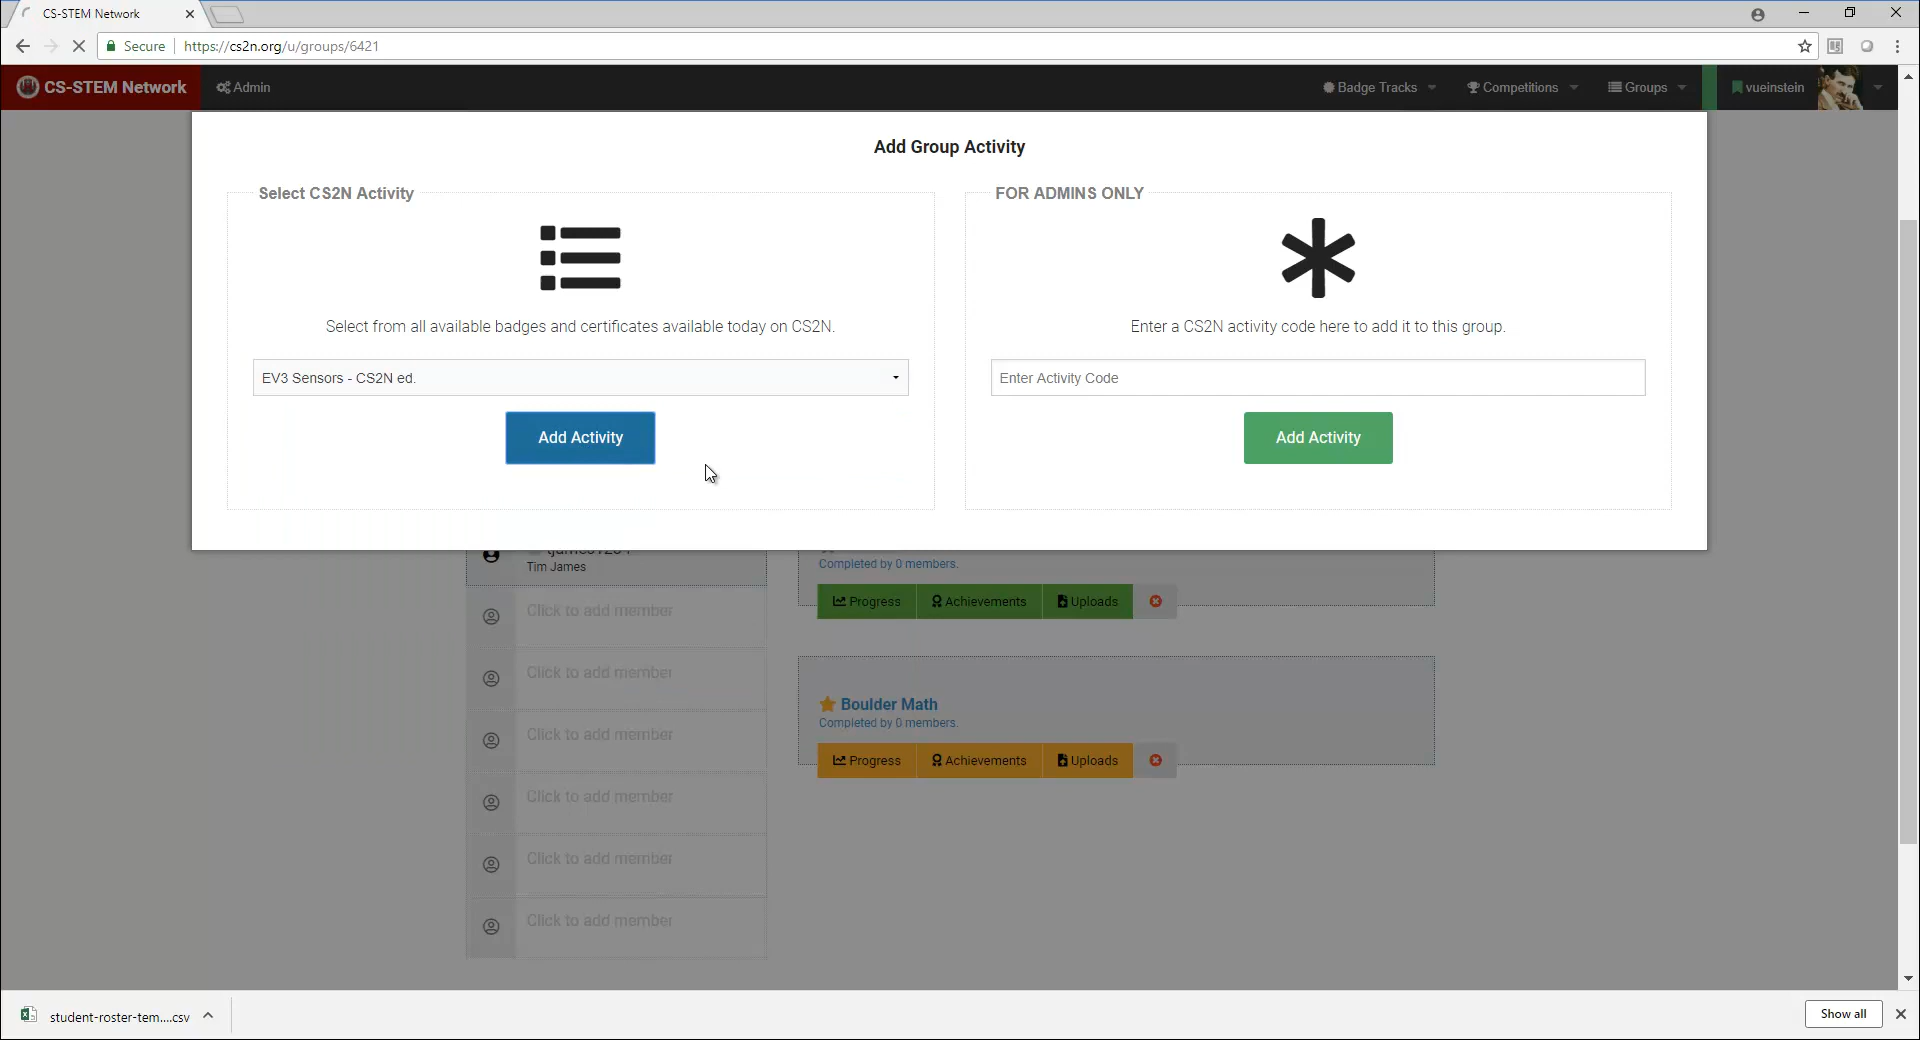 CS-STEM Network
Secure https://cs2n.org/u/groups/6421
CS-STEM Network Admin Badge Tracks Competitions Groups vueinstein
Add Group Activity
Select CS2N Activity
Select from all available badges and certificates available today on CS2N.
EV3 Sensors - CS2N ed.
Add Activity
FOR ADMINS ONLY
Enter a CS2N activity code here to add it to this group.
Enter Activity Code
Add Activity
Tim James
Click to add member
Click to add member
Click to add member
Click to add member
Click to add member
Click to add member
Completed by 0 members.
Progress Achievements Uploads
Boulder Math
Completed by 0 members.
Progress Achievements Uploads
student-roster-tem....csv
Show all